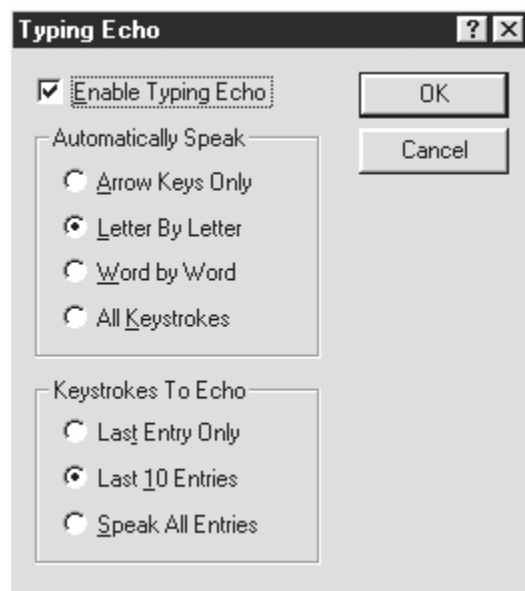 Typing Echo
Enable Typing Echo
OK
Cancel
Automatically Speak
Arrow Keys Only
Letter By Letter
Word by Word
All Keystrokes
Keystrokes To Echo
Last Entry Only
Last 10 Entries
Speak All Entries